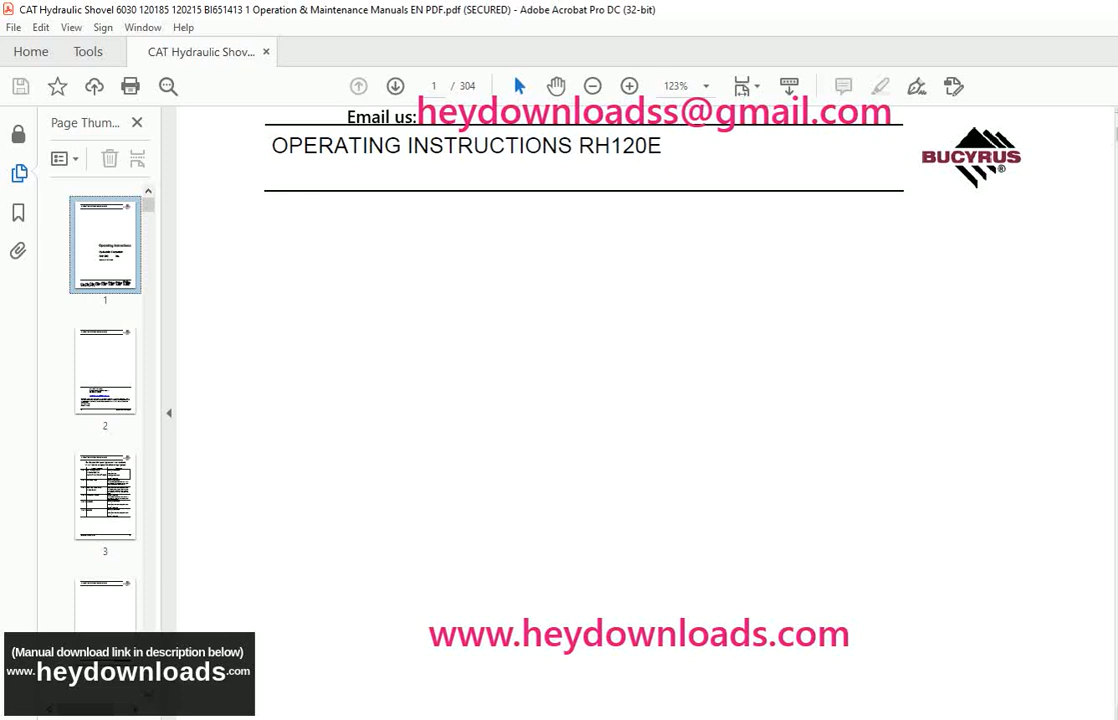 CAT Hydraulic Shovel 6030 120185 120215 BI651413 1 Operation & Maintenance Manuals EN PDF.pdf (SECURED) - Adobe Acrobat Pro DC (32-bit)
File Edit View Sign Window Help
Home Tools CAT Hydraulic Shov... ×
1 / 304 123%
Page Thum...
Email us:heydownloadss@gmail.com
OPERATING INSTRUCTIONS RH120E
BUCYRUS®
1
2
3
www.heydownloads.com
(Manual download link in description below)
www.heydownloads.com